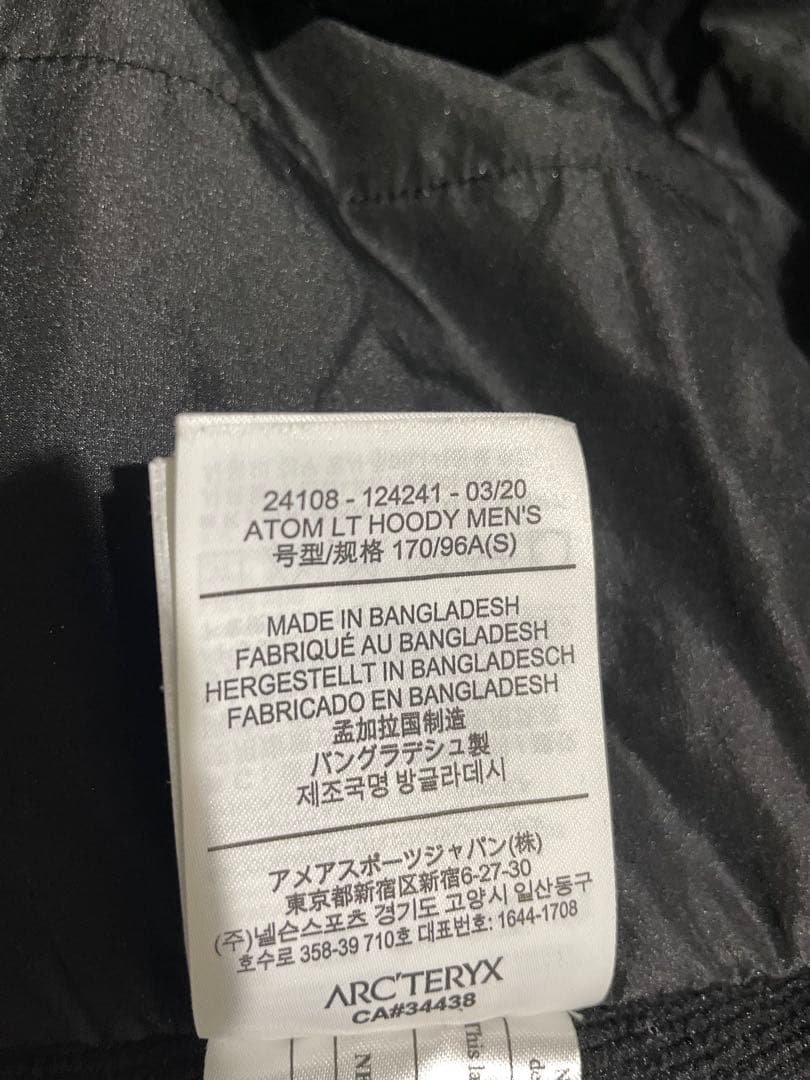 24108 - 124241 - 03/20
ATOM LT HOODY MEN'S
号型/规格 170/96A(S)
MADE IN BANGLADESH
FABRIQUÉ AU BANGLADESH
HERGESTELLT IN BANGLADESCH
FABRICADO EN BANGLADESH
孟加拉国制造
バングラデシュ製
제조국명 방글라데시
アメアスポーツジャパン(株)
東京都新宿区新宿6-27-30
(주)넬슨스포츠 경기도 고양시 일산동구
호수로 358-39 710호 대표번호: 1644-1708
ARC'TERYX
CA#34438
This la